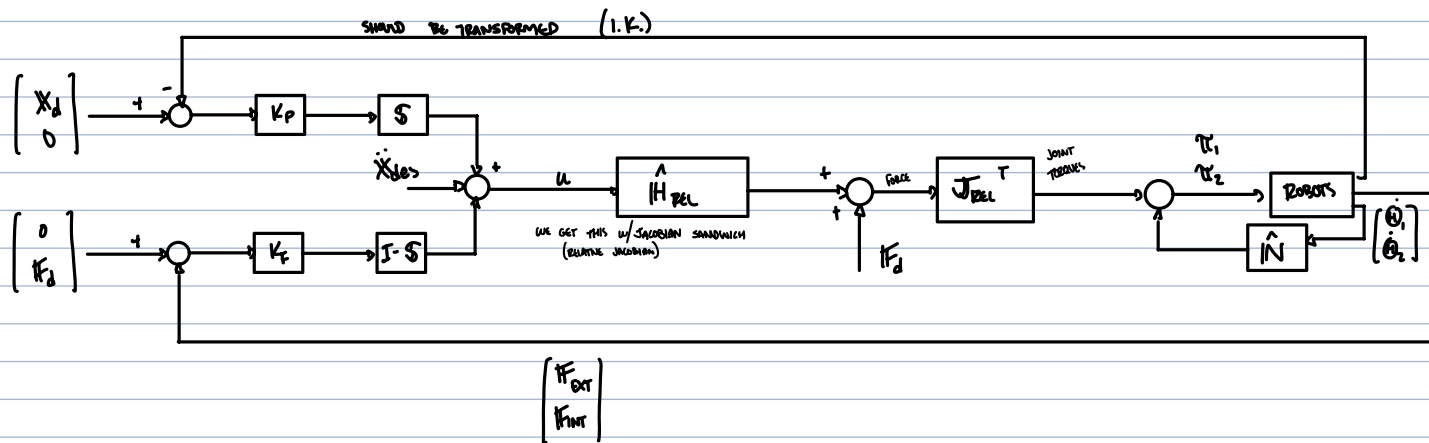 SHOULD BE TRANSFORMED (I.K.)
X_d
0
+
-
K_P
S
Ẍ_des
+
0
F_d
+
K_F
I-S
u
Ĥ_REL
WE GET THIS W/ JACOBIAN SANDWICH
(RELATIVE JACOBIAN)
+
+
FORCE
F_d
J_REL^T
JOINT
TORQUES
τ_1
τ_2
ROBOTS
N̂
Θ̇_1
Θ̇_2
F_EXT
F_INT